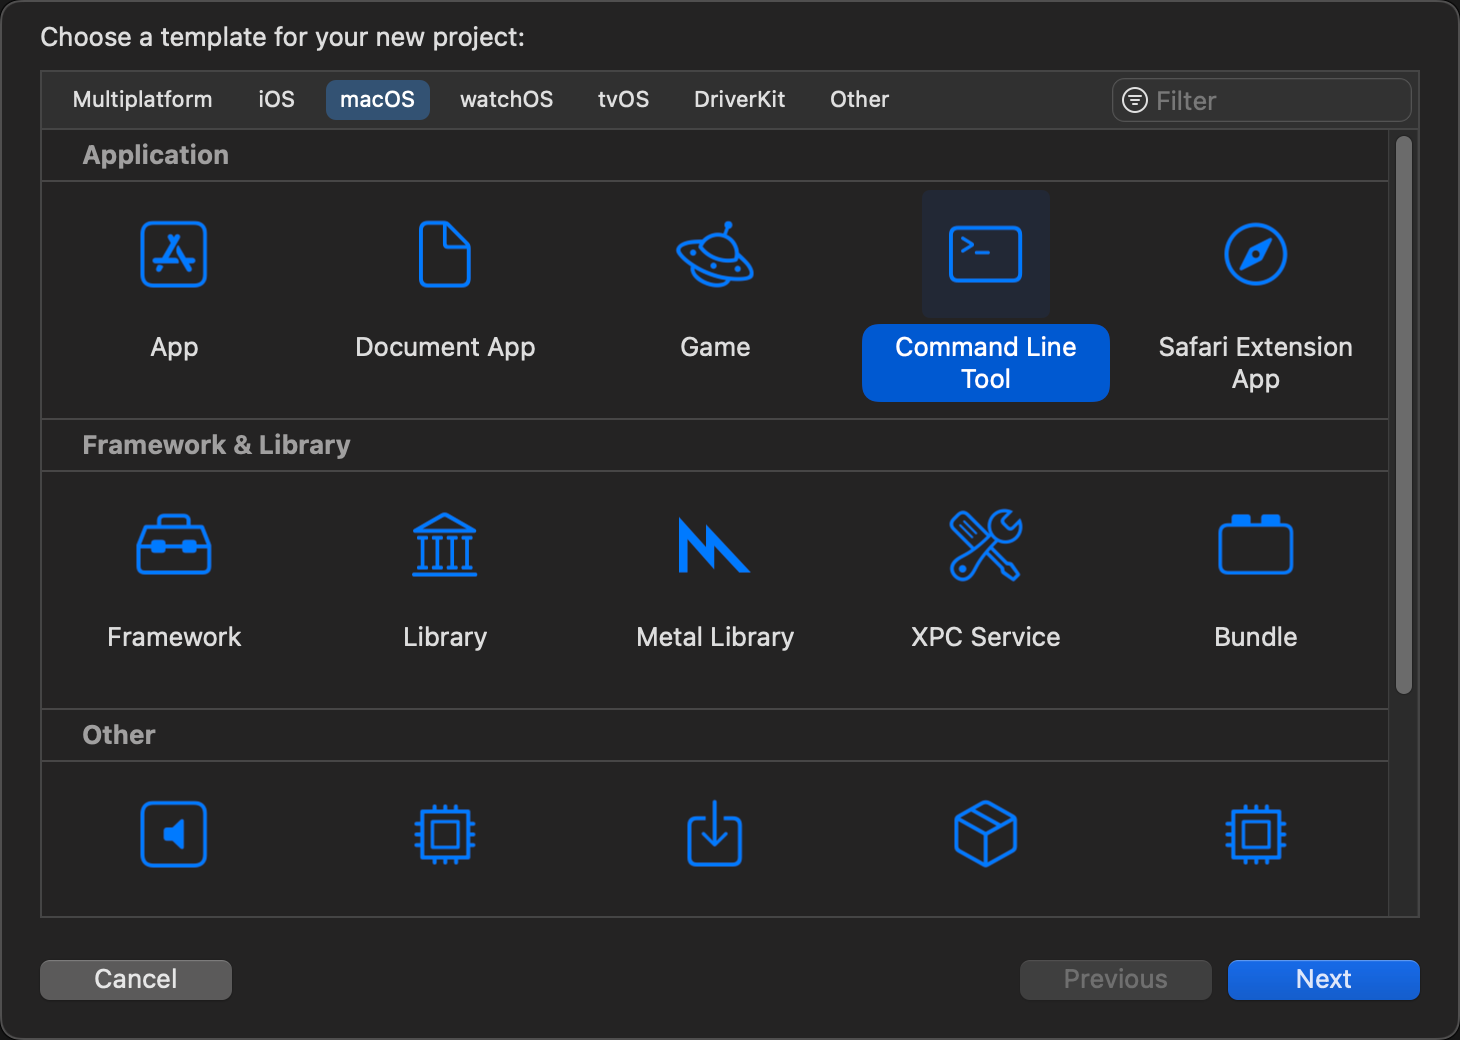 Choose a template for your new project:
Multiplatform iOS macOS watchOS tvOS DriverKit Other Filter
Application
App Document App Game Command Line Tool Safari Extension App
Framework & Library
Framework Library Metal Library XPC Service Bundle
Other
Cancel Previous Next